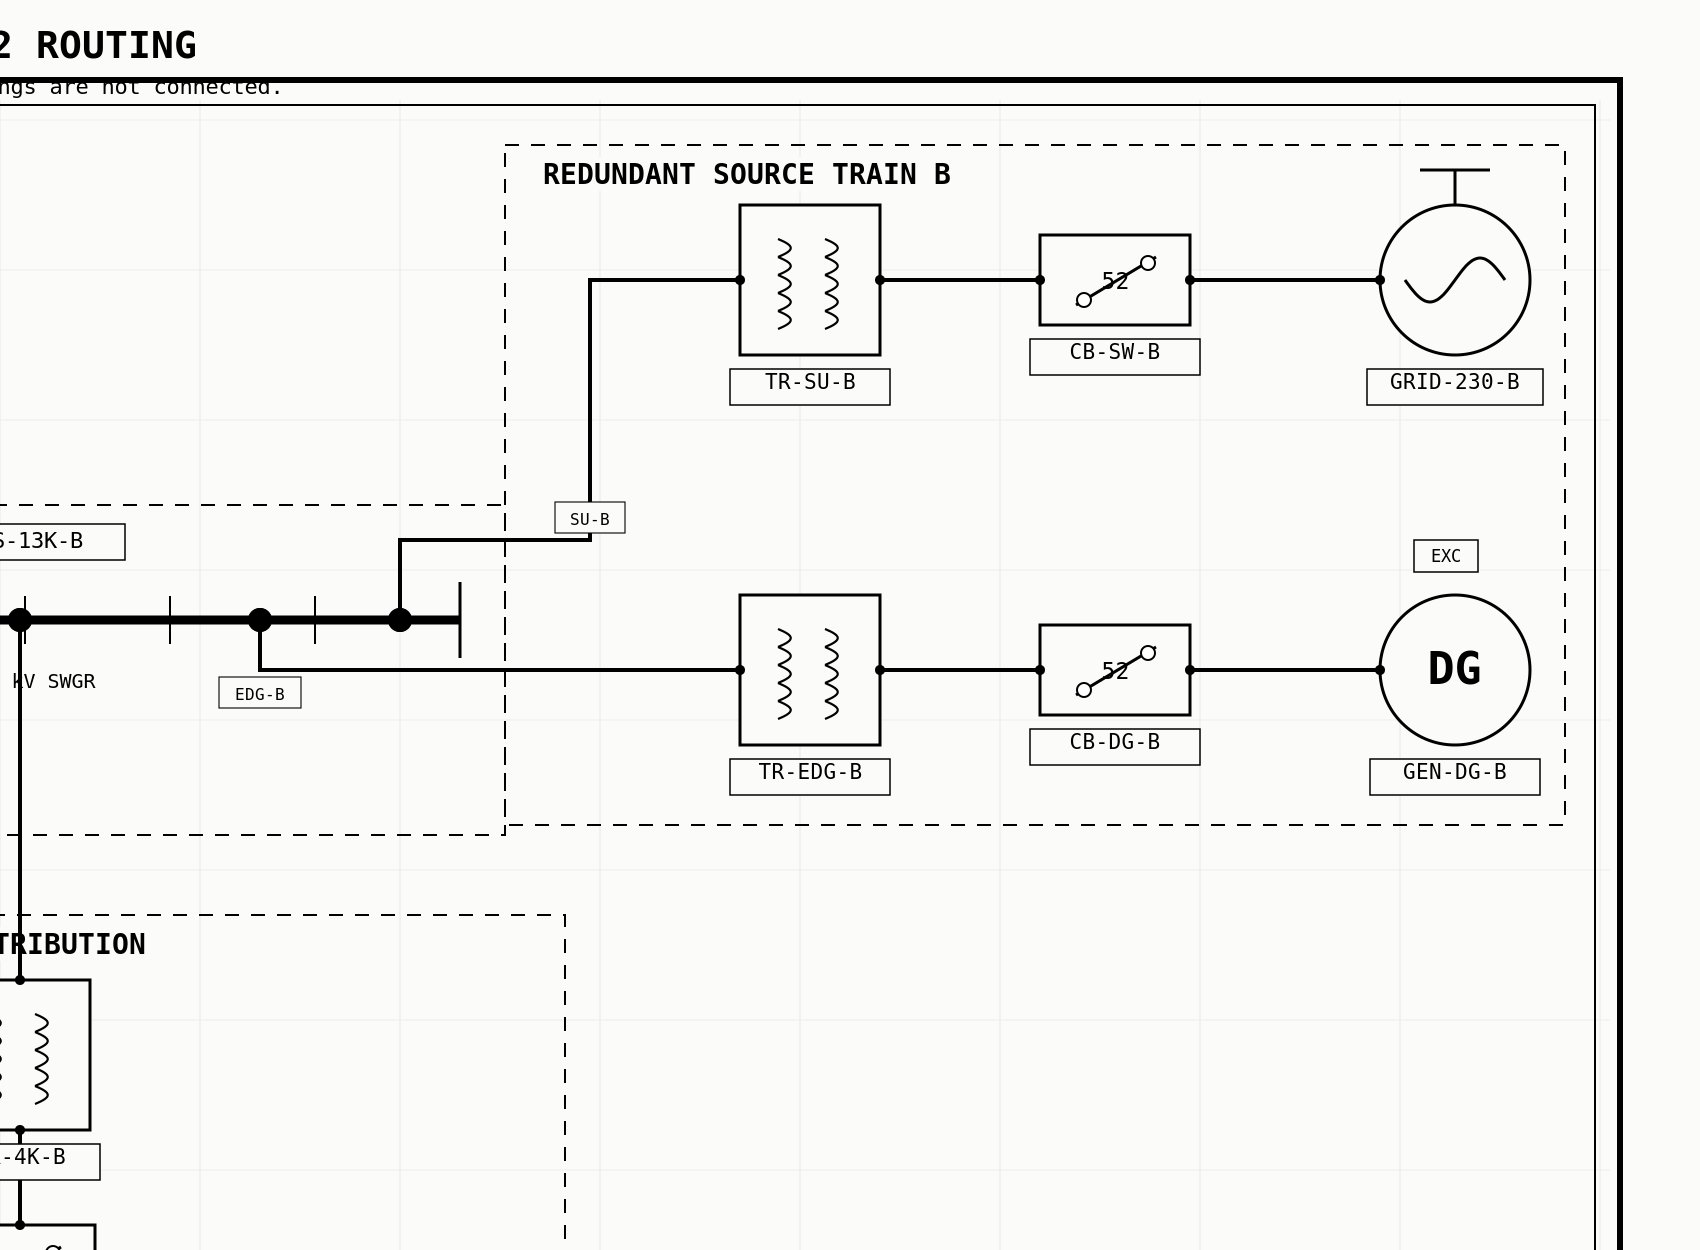 2 ROUTING
ngs are not connected.
REDUNDANT SOURCE TRAIN B
52
CB-SW-B
TR-SU-B
GRID-230-B
SU-B
S-13K-B
EXC
52
DG
kV SWGR
EDG-B
CB-DG-B
TR-EDG-B
GEN-DG-B
TRIBUTION
-4K-B